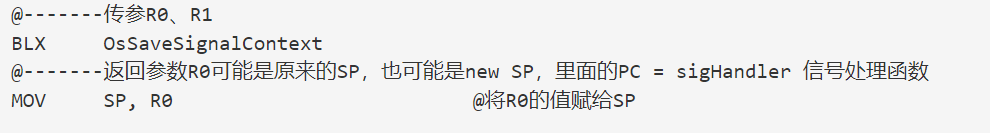 @-------传参R0、R1
BLX OsSaveSignalContext
@-------返回参数R0可能是原来的SP，也可能是new SP，里面的PC = sigHandler 信号处理函数
MOV SP, R0 @将R0的值赋给SP